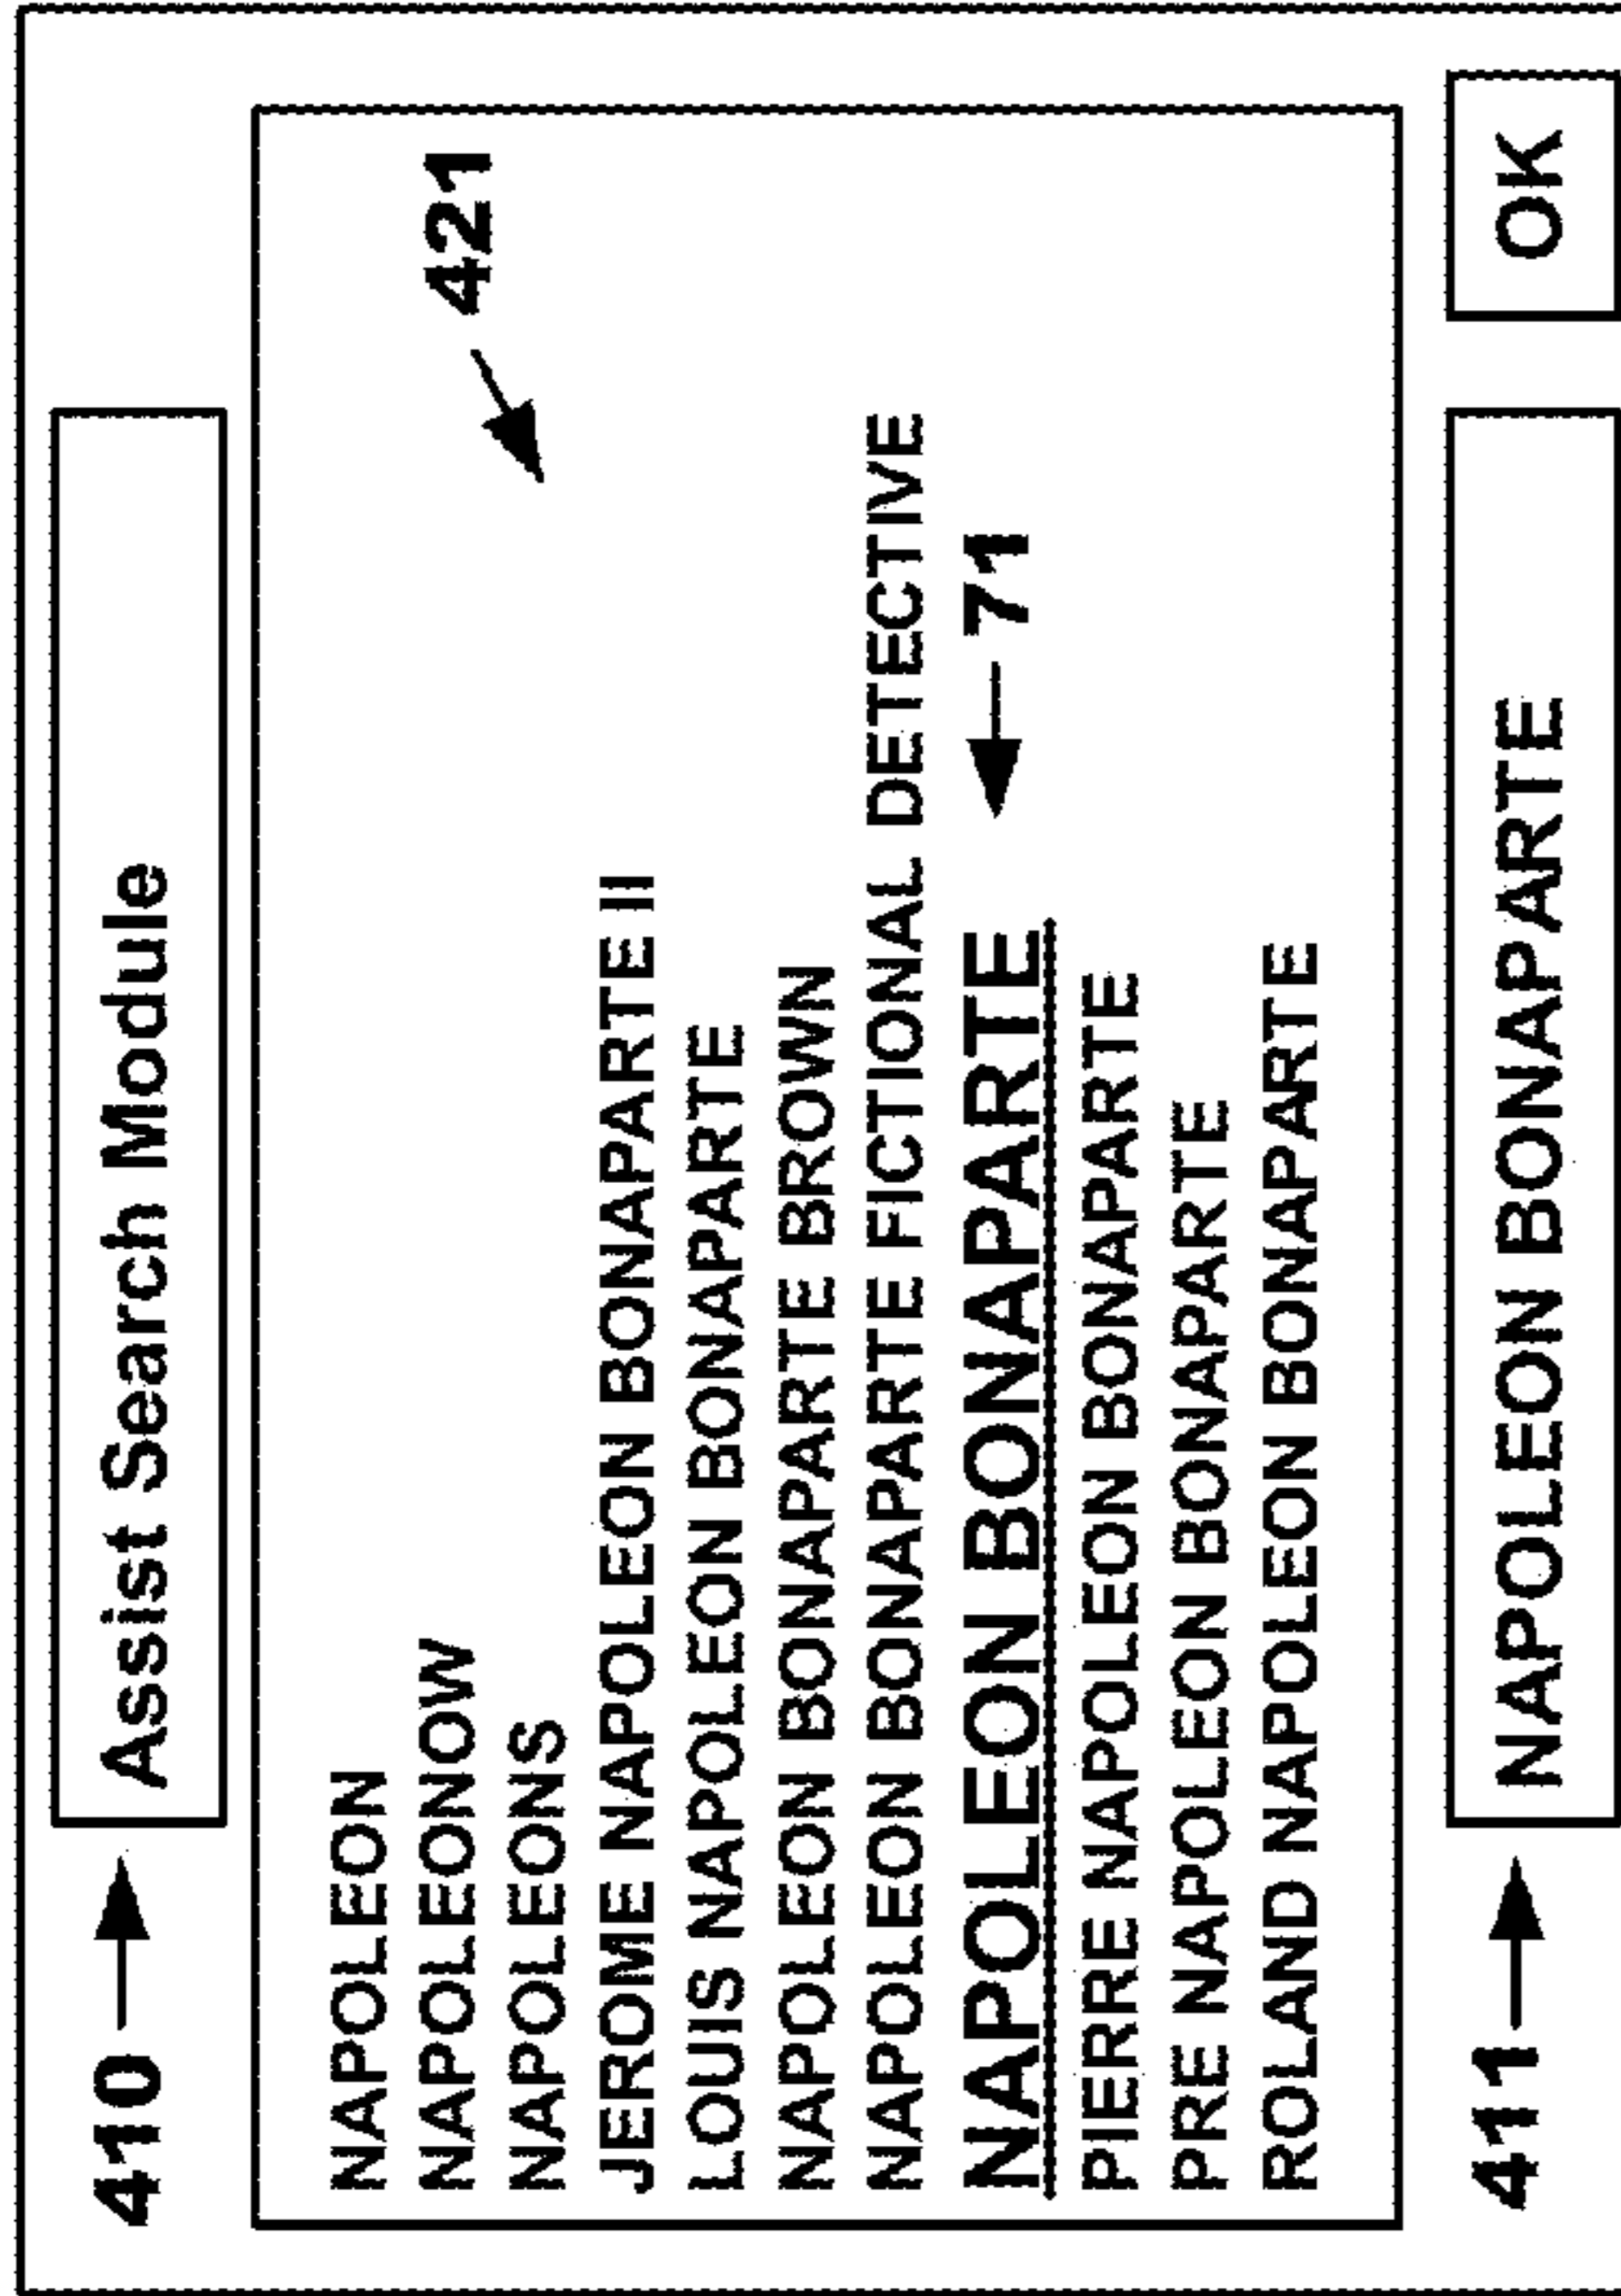 410 Assist Search Module
421
NAPOLEON
NAPOLEONOW
NAPOLEONS
JEROME NAPOLEON BONAPARTE II
LOUIS NAPOLEON BONAPARTE
NAPOLEON BONAPARTE BROWN
NAPOLEON BONAPARTE FICTIONAL DETECTIVE
NAPOLEON BONAPARTE 71
PIERRE NAPOLEON BONAPARTE
PRE NAPOLEON BONAPARTE
ROLAND NAPOLEON BONAPARTE
411 NAPOLEON BONAPARTE OK